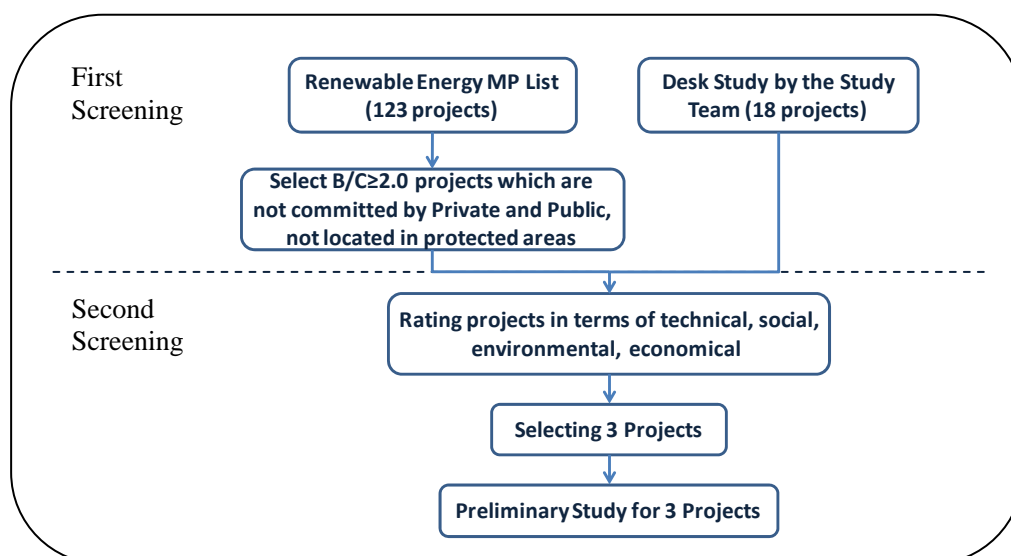 First
Screening
Renewable Energy MP List
(123 projects)
Desk Study by the Study
Team (18 projects)
Select B/C≥2.0 projects which are
not committed by Private and Public,
not located in protected areas
Second
Screening
Rating projects in terms of technical, social,
environmental, economical
Selecting 3 Projects
Preliminary Study for 3 Projects